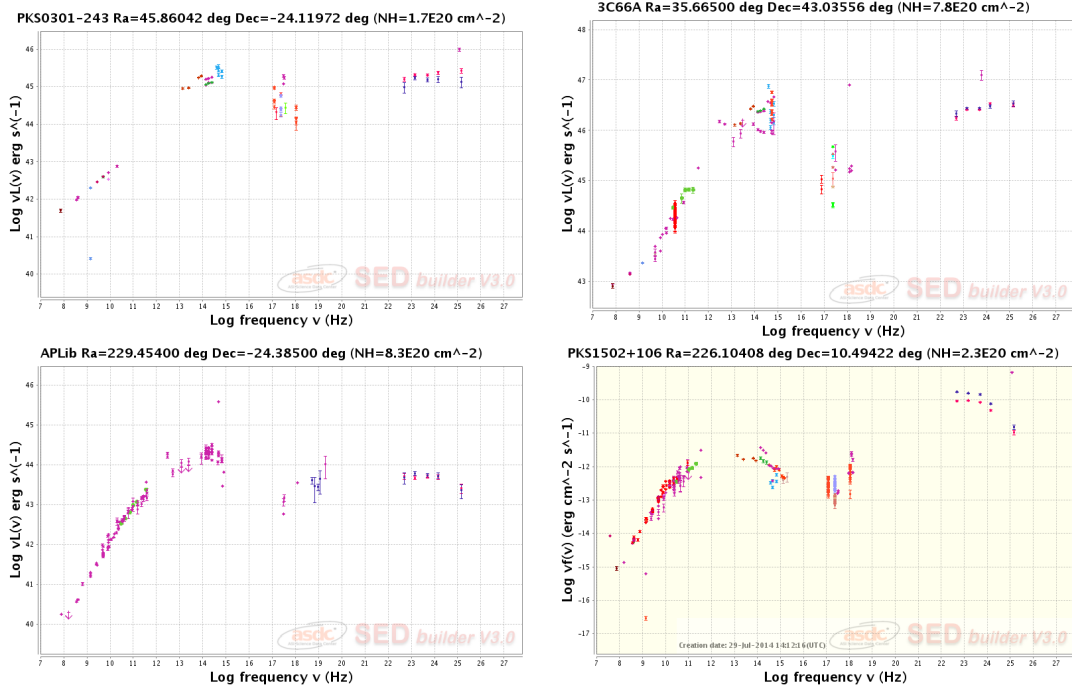 PKS0301-243 Ra=45.86042 deg Dec=-24.11972 deg (NH=1.7E20 cm^-2)
Log νL(ν) erg s^(-1)
46
45
44
43
42
41
40
asdc
SED builder V3.0
7 8 9 10 11 12 13 14 15 16 17 18 19 20 21 22 23 24 25 26 27
Log frequency ν (Hz)
3C66A Ra=35.66500 deg Dec=43.03556 deg (NH=7.8E20 cm^-2)
Log νL(ν) erg s^(-1)
48
47
46
45
44
43
asdc
SED builder V3.0
7 8 9 10 11 12 13 14 15 16 17 18 19 20 21 22 23 24 25 26 27
Log frequency ν (Hz)
APLib Ra=229.45400 deg Dec=-24.38500 deg (NH=8.3E20 cm^-2)
Log νL(ν) erg s^(-1)
46
45
44
43
42
41
40
asdc
SED builder V3.0
7 8 9 10 11 12 13 14 15 16 17 18 19 20 21 22 23 24 25 26 27
Log frequency ν (Hz)
PKS1502+106 Ra=226.10408 deg Dec=10.49422 deg (NH=2.3E20 cm^-2)
Log νf(ν) (erg cm^-2 s^-1)
-9
-10
-11
-12
-13
-14
-15
-16
-17
asdc
SED builder V3.0
Creation date: 29-Jul-2014 14:12:16(UTC)
7 8 9 10 11 12 13 14 15 16 17 18 19 20 21 22 23 24 25 26 27
Log frequency ν (Hz)